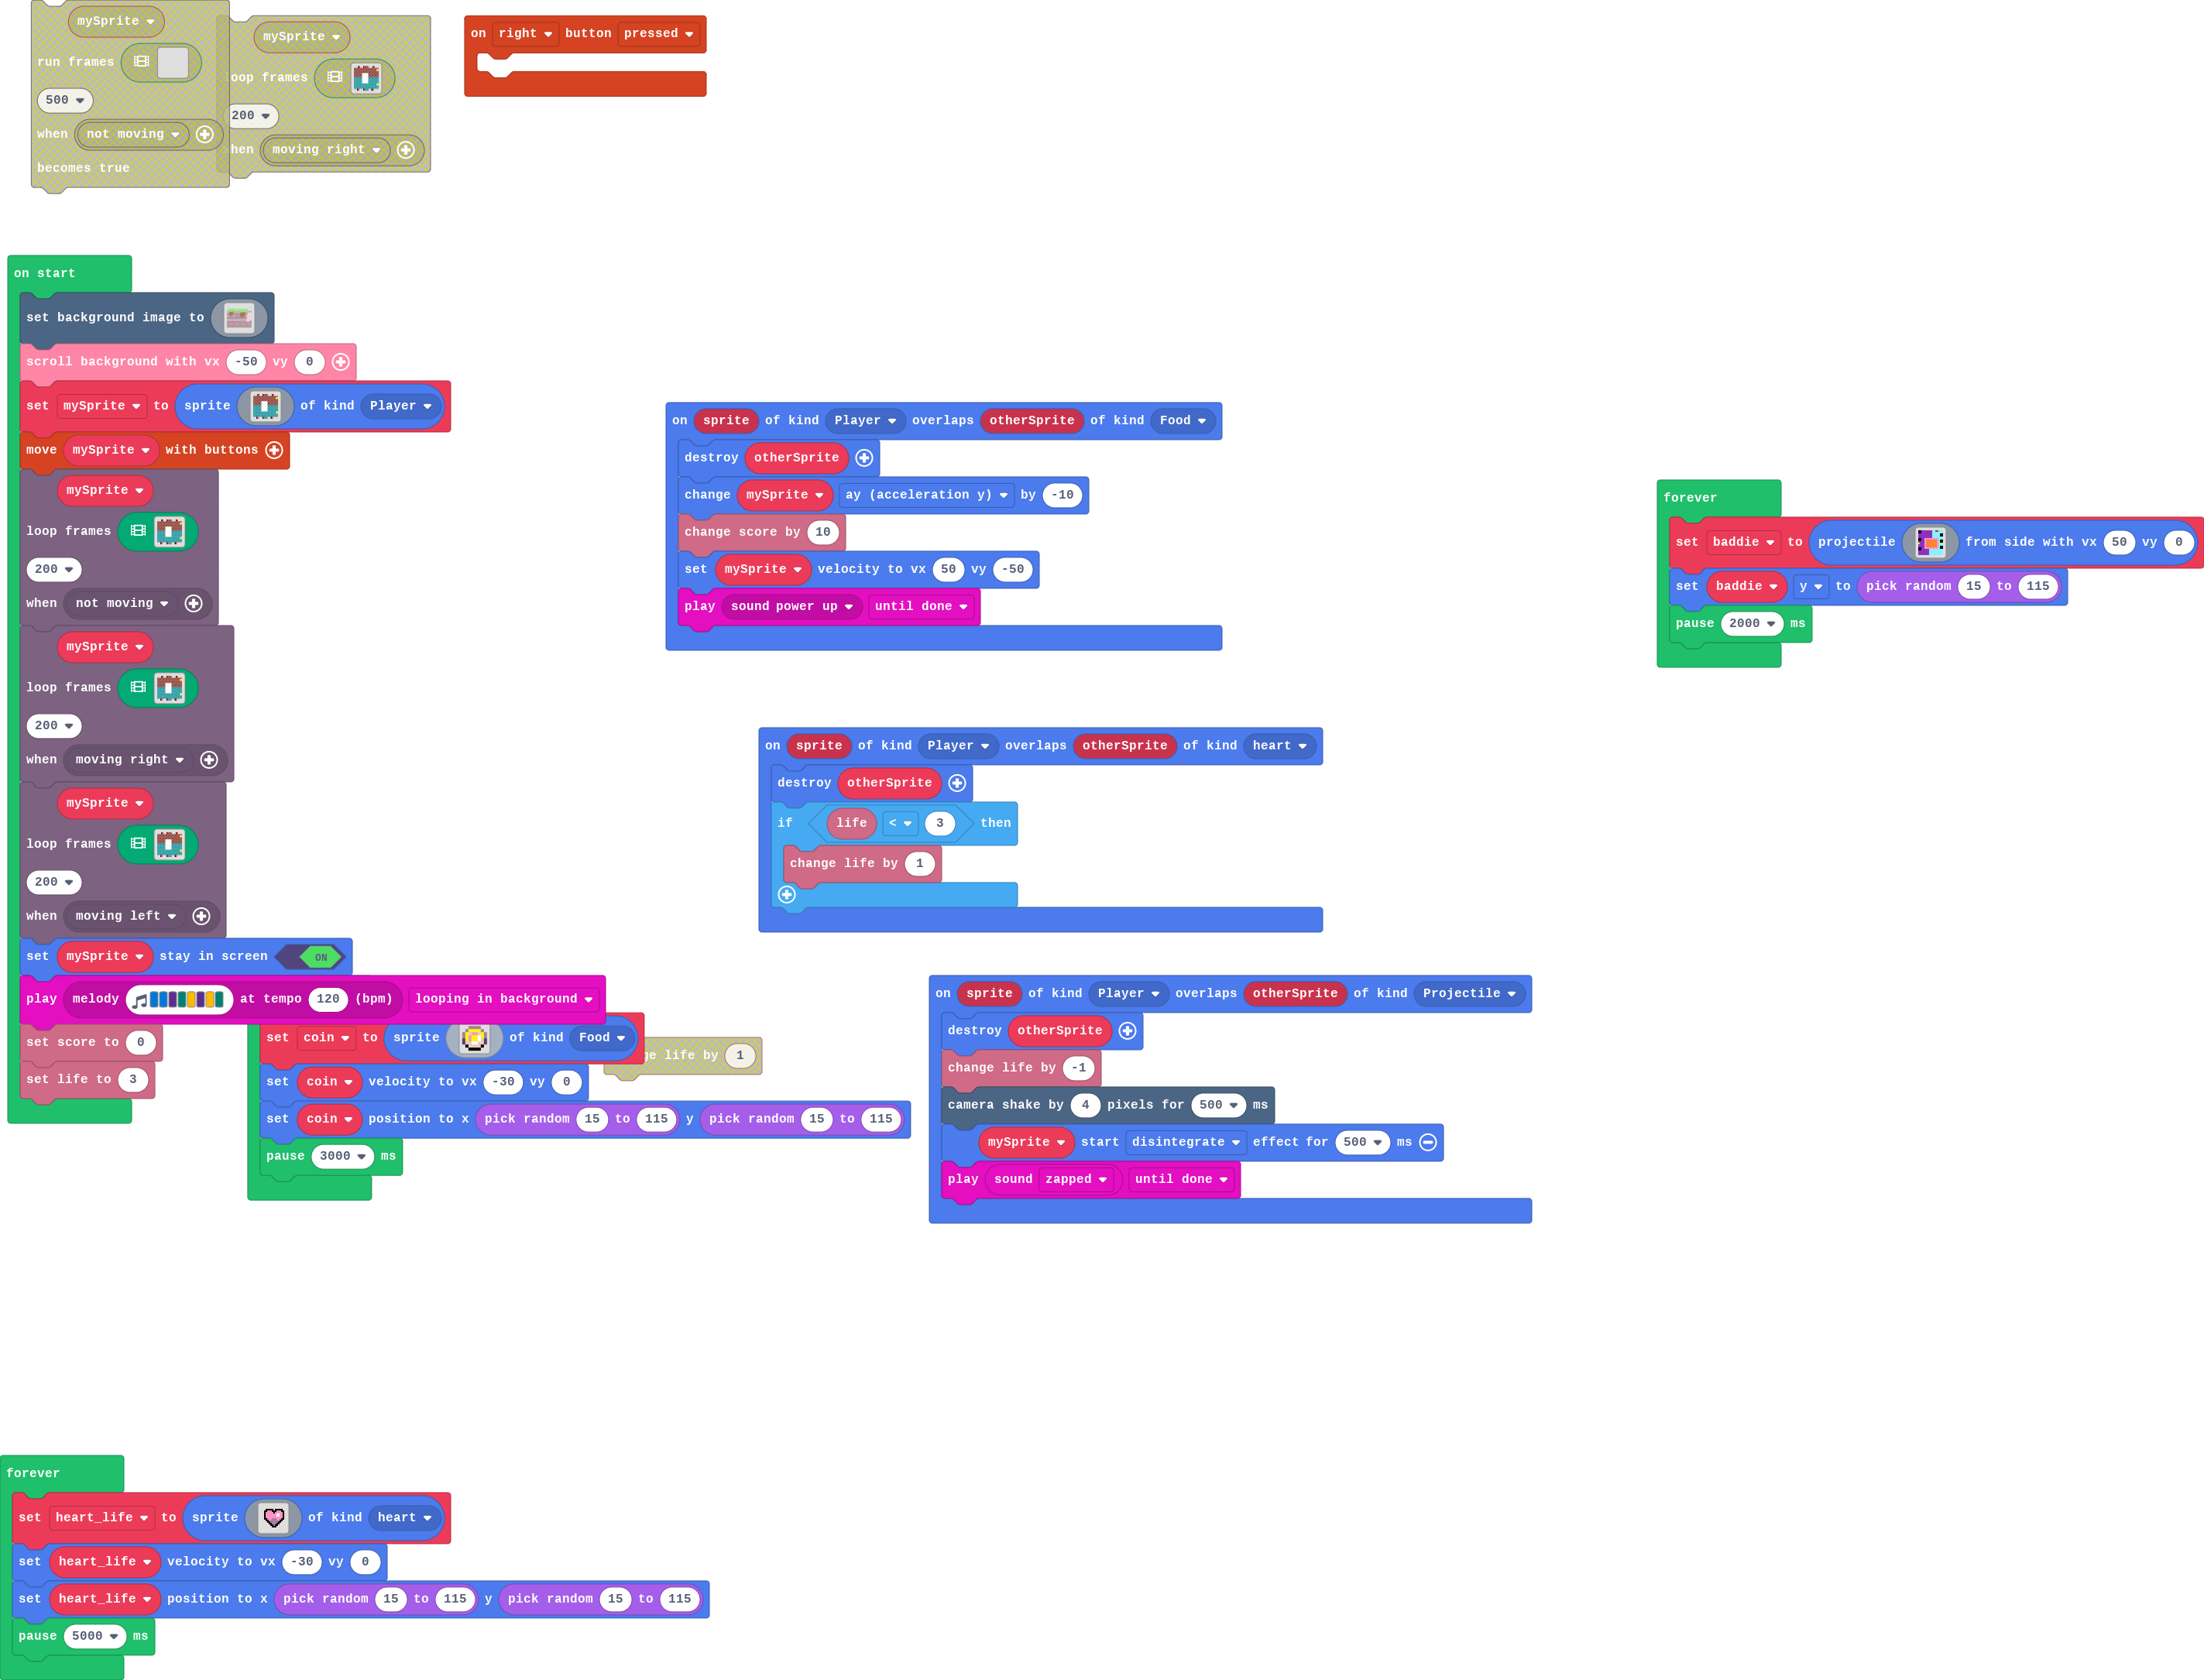 mySprite
run frames
500
when not moving
becomes true
mySprite
loop frames
200
when moving right
on right button pressed
on start
set background image to
scroll background with vx -50 vy 0
set mySprite to sprite of kind Player
move mySprite with buttons
mySprite
loop frames
200
when not moving
mySprite
loop frames
200
when moving right
mySprite
loop frames
200
when moving left
set mySprite stay in screen ON
play melody at tempo 120 (bpm) looping in background
set score to 0
set life to 3
set coin to sprite of kind Food
set coin velocity to vx -30 vy 0
set coin position to x pick random 15 to 115 y pick random 15 to 115
pause 3000 ms
life by 1
on sprite of kind Player overlaps otherSprite of kind Food
destroy otherSprite
change mySprite ay (acceleration y) by -10
change score by 10
set mySprite velocity to vx 50 vy -50
play sound power up until done
on sprite of kind Player overlaps otherSprite of kind heart
destroy otherSprite
if life < 3 then
change life by 1
on sprite of kind Player overlaps otherSprite of kind Projectile
destroy otherSprite
change life by -1
camera shake by 4 pixels for 500 ms
mySprite start disintegrate effect for 500 ms
play sound zapped until done
forever
set baddie to projectile from side with vx 50 vy 0
set baddie y to pick random 15 to 115
pause 2000 ms
forever
set heart_life to sprite of kind heart
set heart_life velocity to vx -30 vy 0
set heart_life position to x pick random 15 to 115 y pick random 15 to 115
pause 5000 ms